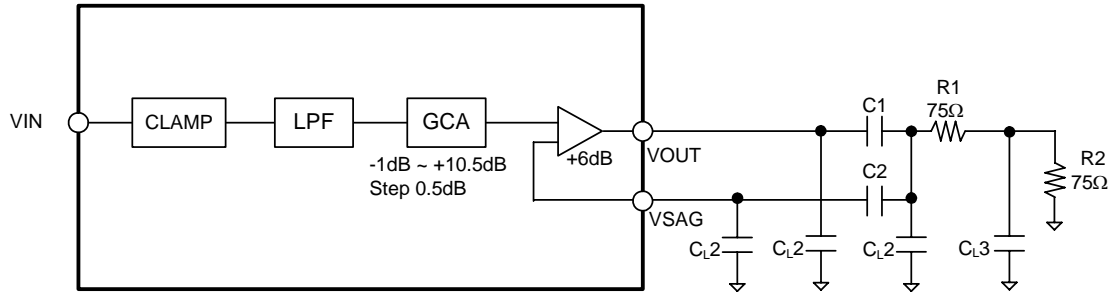 VIN
CLAMP
LPF
GCA
-1dB ~ +10.5dB
Step 0.5dB
+6dB
VOUT
VSAG
C1
C2
R1
75Ω
R2
75Ω
CL2
CL2
CL2
CL3